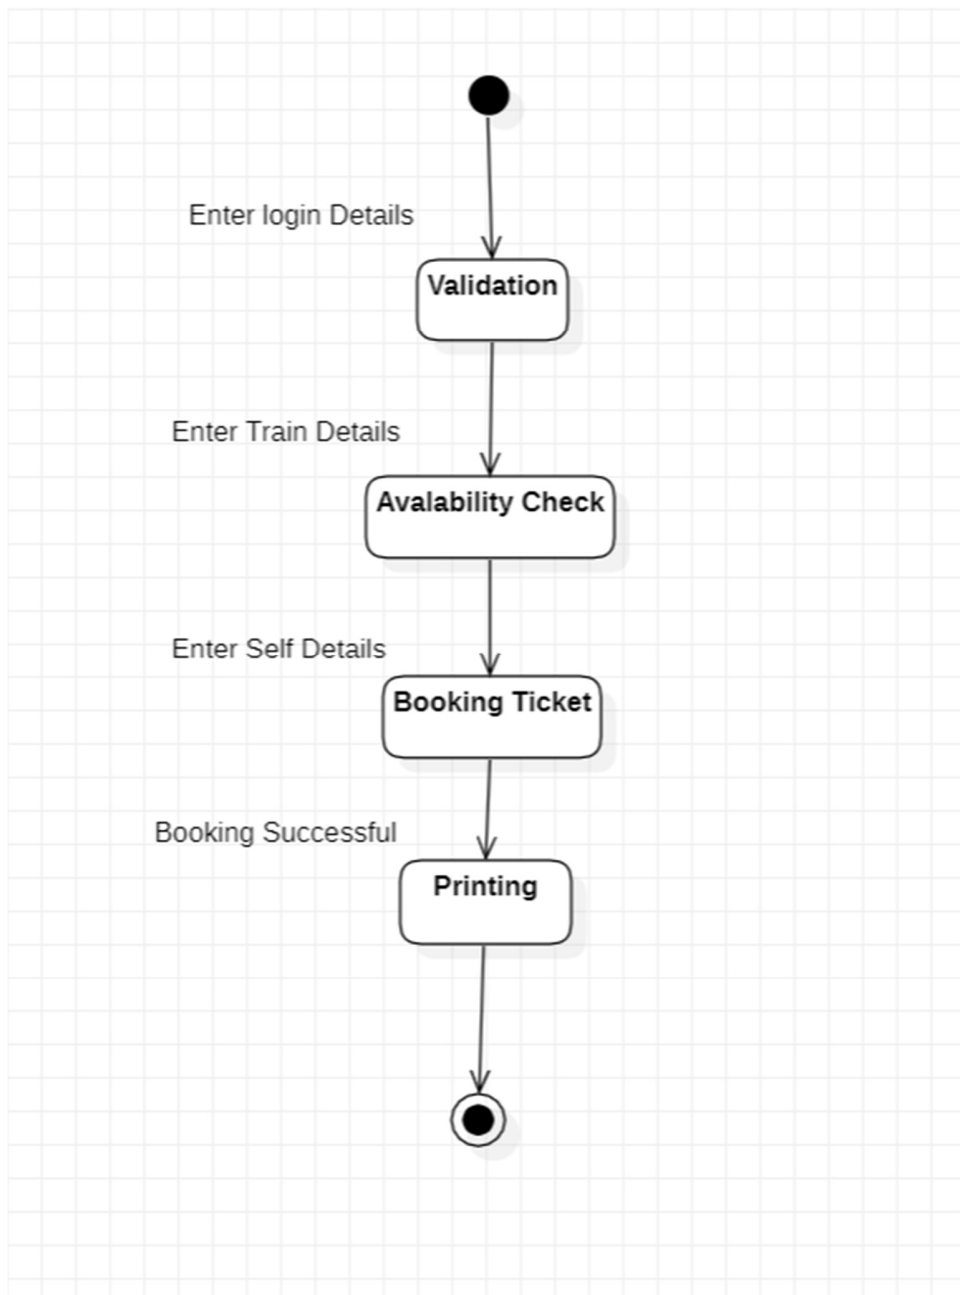 Enter login Details
Validation
Enter Train Details
Avalability Check
Enter Self Details
Booking Ticket
Booking Successful
Printing